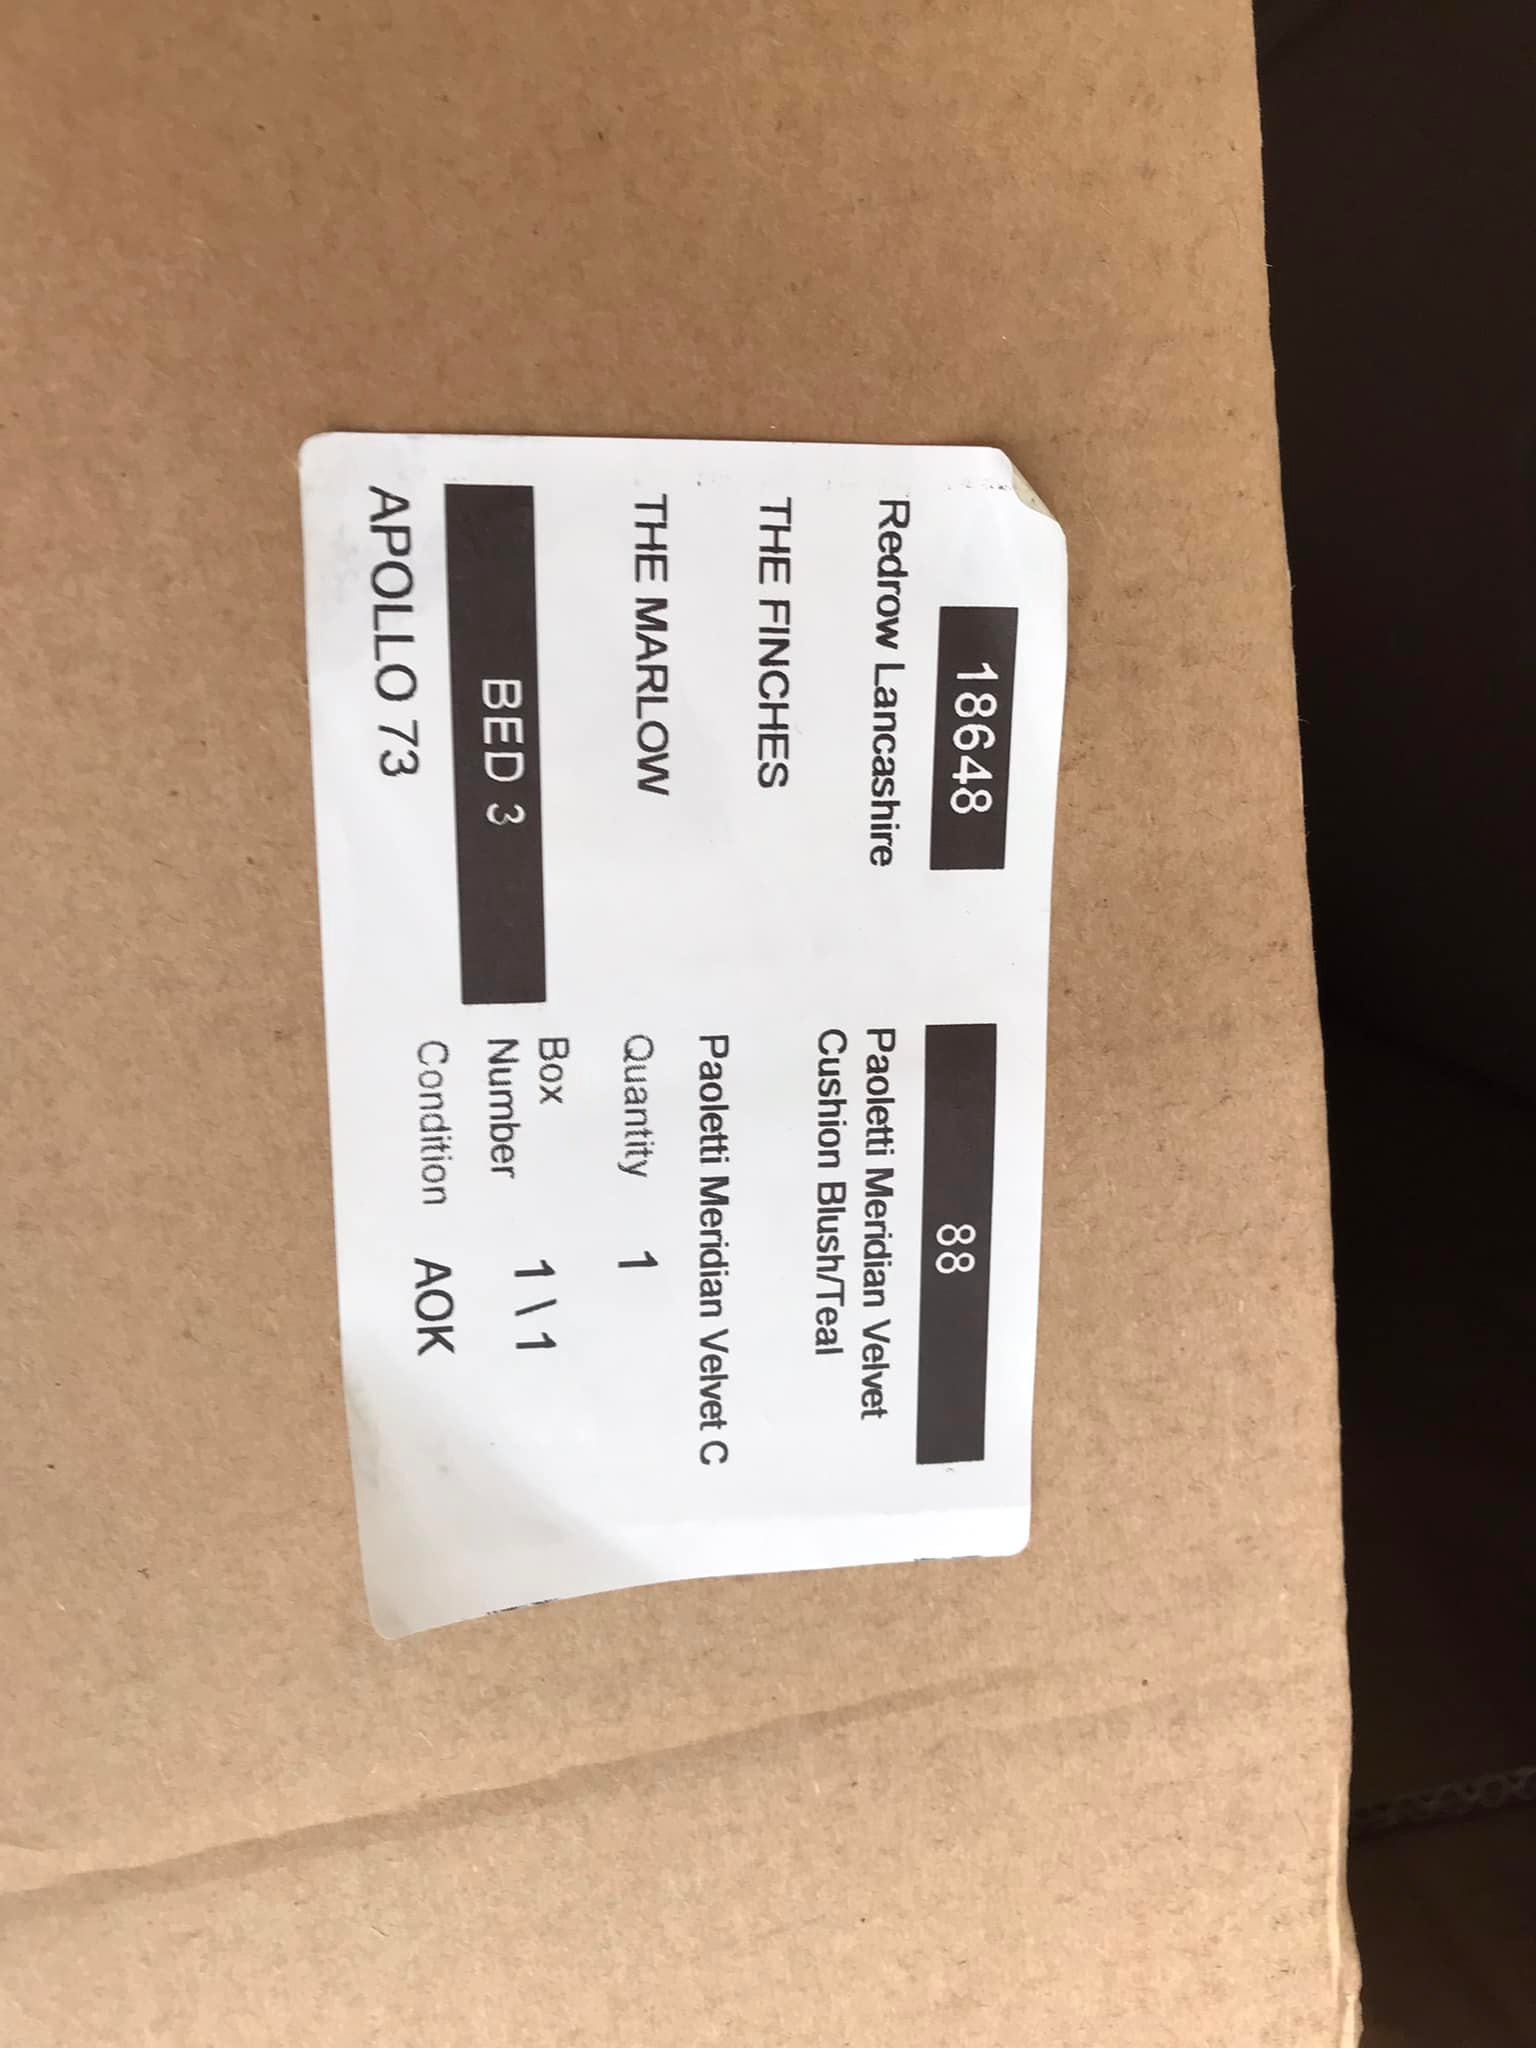 18648
Redrow Lancashire
THE FINCHES
THE MARLOW
BED 3
APOLLO 73
88
Paoletti Meridian Velvet
Cushion Blush/Teal
Paoletti Meridian Velvet C
Quantity 1
Box
Number 1 \ 1
Condition AOK